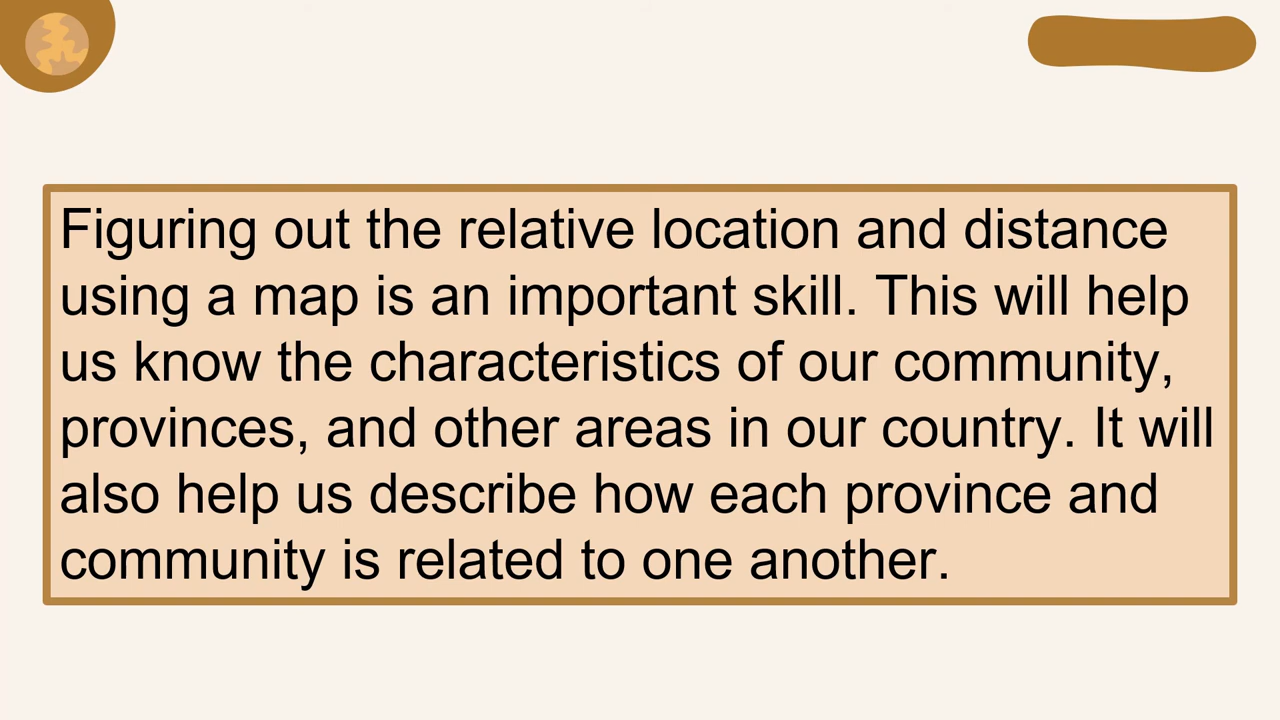 Figuring out the relative location and distance
using a map is an important skill. This will help
us know the characteristics of our community,
provinces, and other areas in our country. It will
also help us describe how each province and
community is related to one another.